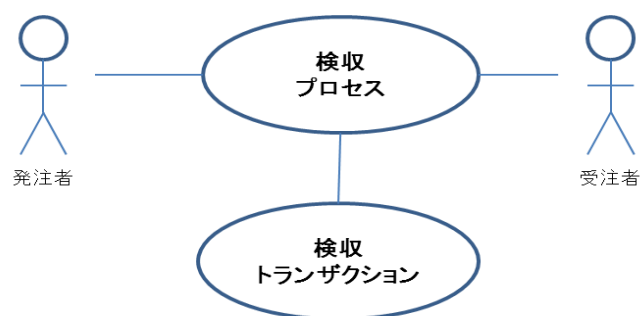 検収
プロセス
発注者
受注者
検収
トランザクション